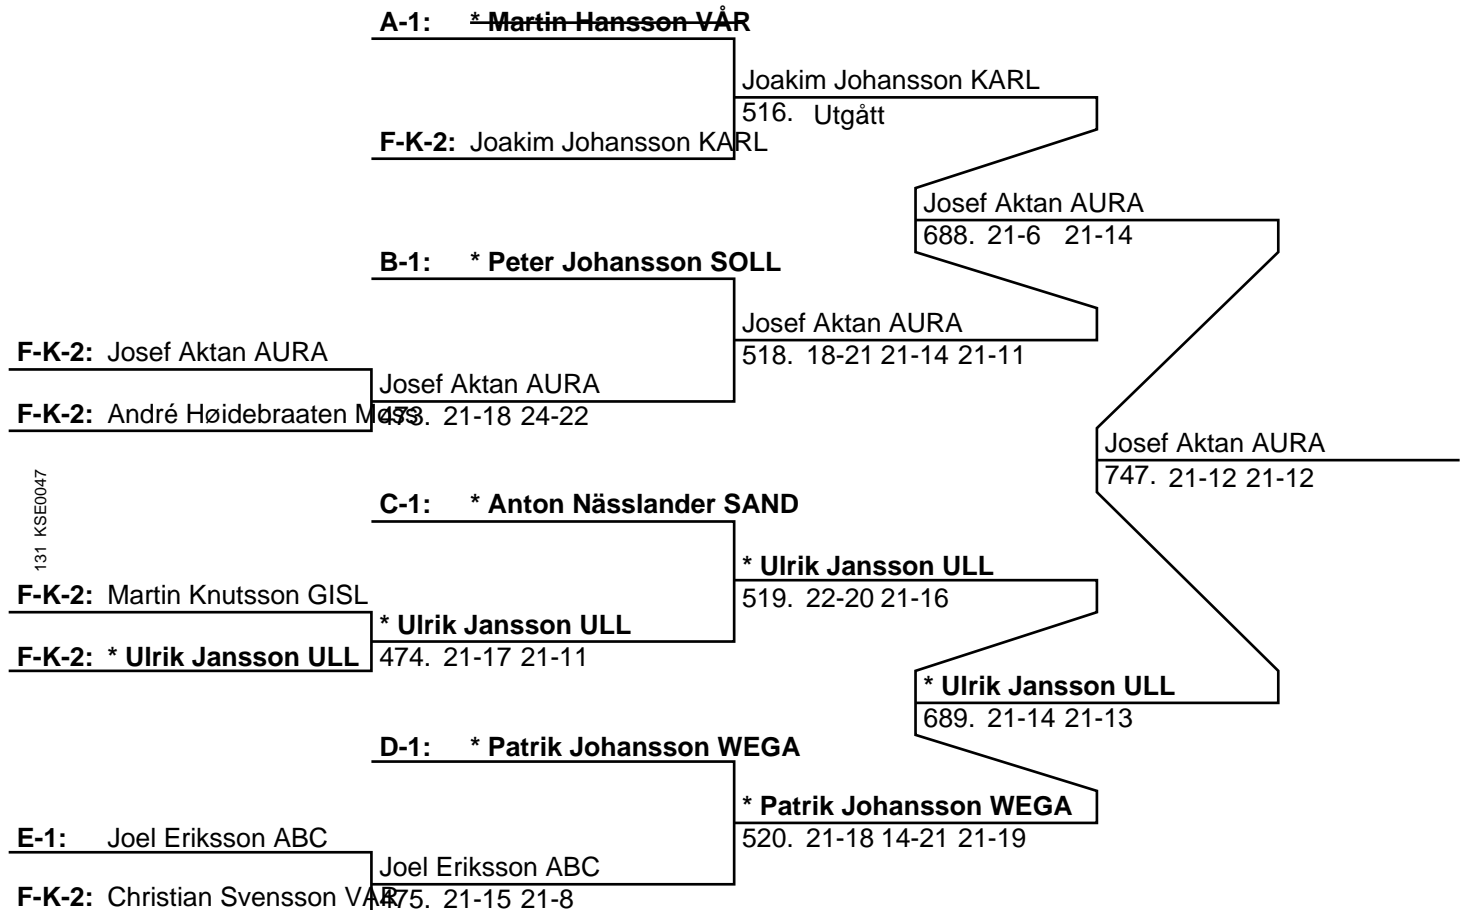 A-1: * Martin Hansson VÅR
Joakim Johansson KARL
516. Utgått
F-K-2: Joakim Johansson KARL
Josef Aktan AURA
688. 21-6 21-14
B-1: * Peter Johansson SOLL
Josef Aktan AURA
518. 18-21 21-14 21-11
F-K-2: Josef Aktan AURA
Josef Aktan AURA
F-K-2: André Høidebraaten Moss
473. 21-18 24-22
Josef Aktan AURA
747. 21-12 21-12
131 KSE0047
C-1: * Anton Nässlander SAND
* Ulrik Jansson ULL
519. 22-20 21-16
F-K-2: Martin Knutsson GISL
* Ulrik Jansson ULL
F-K-2: * Ulrik Jansson ULL
474. 21-17 21-11
* Ulrik Jansson ULL
689. 21-14 21-13
D-1: * Patrik Johansson WEGA
* Patrik Johansson WEGA
520. 21-18 14-21 21-19
E-1: Joel Eriksson ABC
Joel Eriksson ABC
F-K-2: Christian Svensson VÅR
475. 21-15 21-8